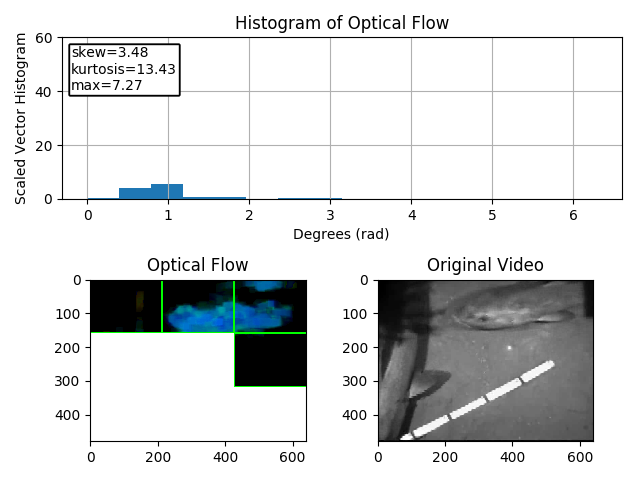 Histogram of Optical Flow
60
40
20
0
Scaled Vector Histogram
skew=3.48
kurtosis=13.43
max=7.27
0 1 2 3 4 5 6
Degrees (rad)
Optical Flow
0
100
200
300
400
0 200 400 600
Original Video
0
100
200
300
400
0 200 400 600